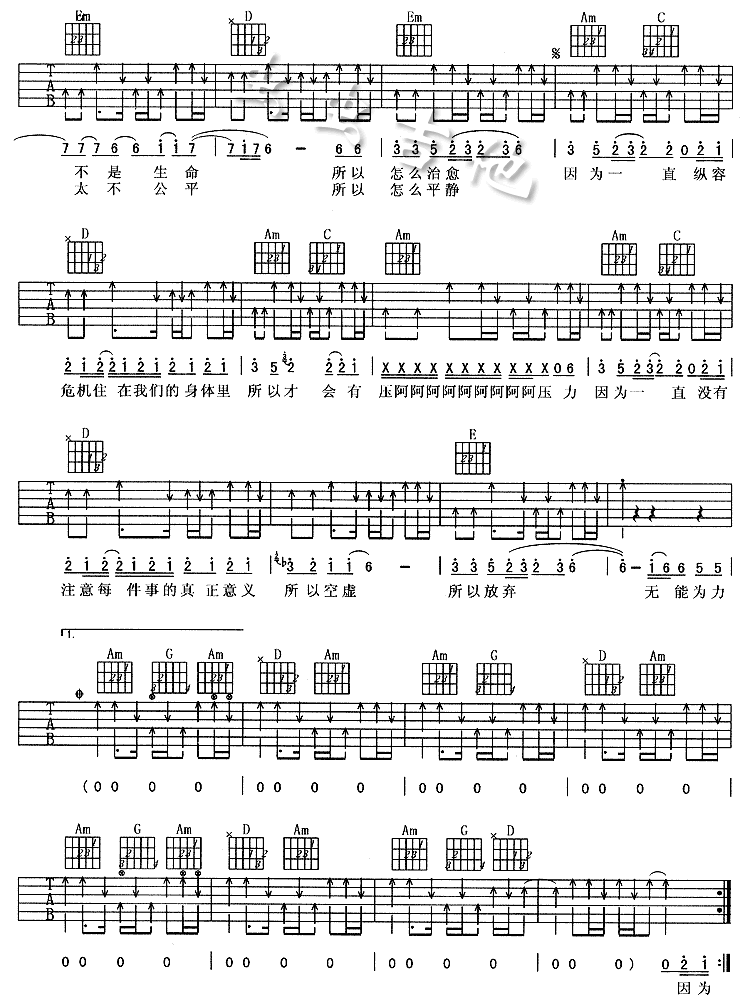 Em D Em Am C
T A B
7 7 7 6 6 i i 7 | 7 i 7 6 - 6 6 | 3 3 5 2 3 2 3 6 | 3 5 2 3 2 2 0 2 i
不是 生命 所以 怎么治愈 因为一 直 纵容
太不 公平 所以 怎么平静
D Am C Am Am C
T A B
2 i 2 2 i 2 i 2 i 2 i | 3 5 2 2 2 i | X X X X X X X X X X 0 6 | 3 5 2 3 2 2 0 2 i
危机住 在我们的 身体里 所以才 会 有 压阿阿阿阿阿阿阿阿压 力 因为一 直 没有
D E
T A B
2 i 2 2 i 2 i 2 i 2 i | 3 2 i i 6 - | 3 3 5 2 3 2 3 6 | 6 - i 6 6 5 5
注意每 件事的真 正意义 所以空虚 所以放弃 无 能为力
1.
Am G Am D Am Am G D Am
T A B
(0 0 0 0 | 0 0 0 0 | 0 0 0 0 | 0 0 0 0 |
Am G Am D Am Am G D
T A B
0 0 0 0 | 0 0 0 0 | 0 0 0 0 | 0 0 0) 0 2 i :||
因为